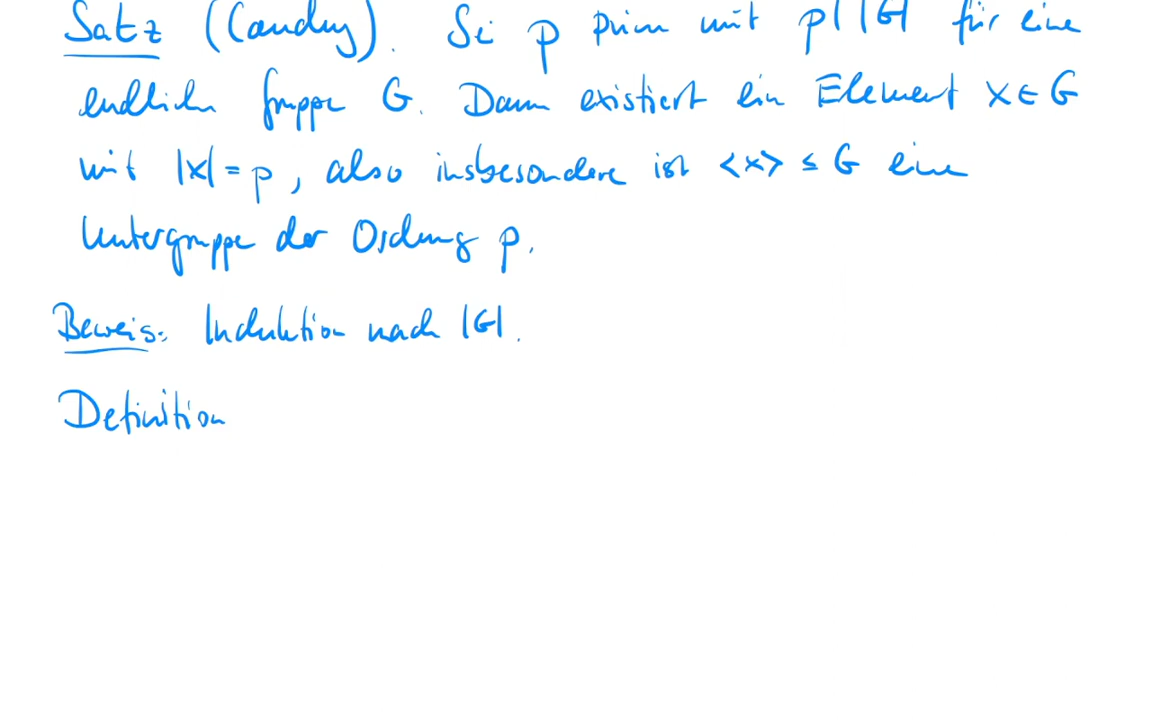 Satz (Cauchy). Sei p prim mit p||G| für eine
endliche Gruppe G. Dann existiert ein Element x∈G
mit |x| = p, also insbesondere ist <x> ≤ G eine
Untergruppe der Ordnung p.
Beweis: Induktion nach |G|.
Definition